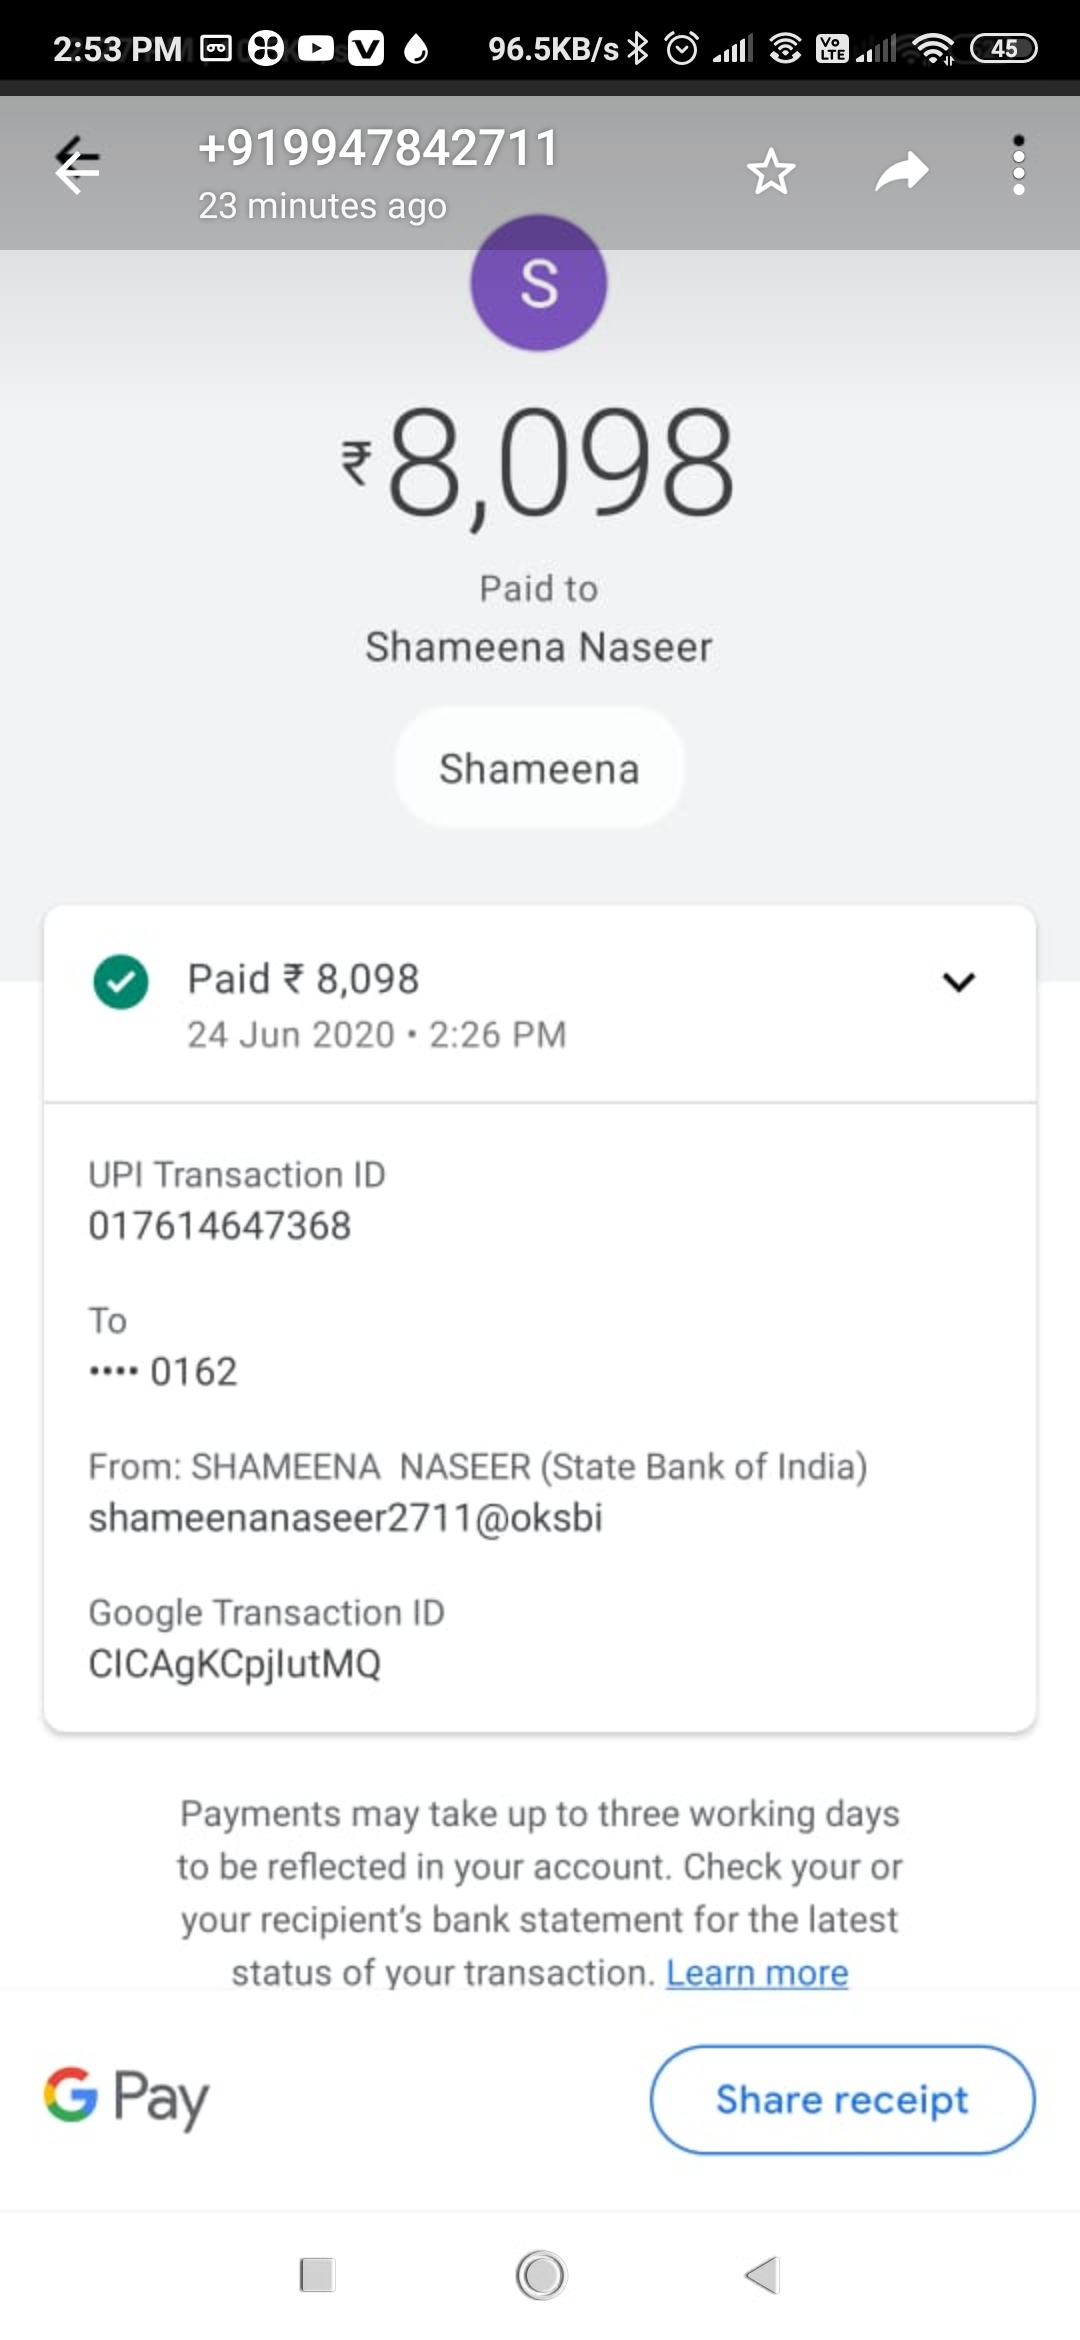 2:53 PM 96.5KB/s Vo LTE 45
+919947842711
23 minutes ago
S
₹8,098
Paid to
Shameena Naseer
Shameena
Paid ₹ 8,098
24 Jun 2020 • 2:26 PM
UPI Transaction ID
017614647368
To
•••• 0162
From: SHAMEENA  NASEER (State Bank of India)
shameenanaseer2711@oksbi
Google Transaction ID
CICAgKCpjIutMQ
Payments may take up to three working days
to be reflected in your account. Check your or
your recipient's bank statement for the latest
status of your transaction. Learn more
G Pay
Share receipt